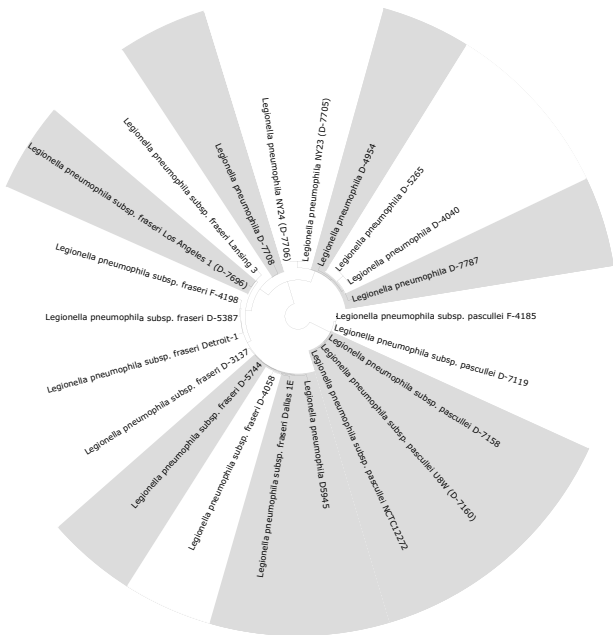 Legionella pneumophila NY23 (D-7705)
Legionella pneumophila D-4954
Legionella pneumophila D-5265
Legionella pneumophila D-4040
Legionella pneumophila D-7787
Legionella pneumophila subsp. pascullei F-4185
Legionella pneumophila subsp. pascullei D-7119
Legionella pneumophila subsp. pascullei D-7158
Legionella pneumophila subsp. pascullei U8W (D-7160)
Legionella pneumophila subsp. pascullei NCTC12272
Legionella pneumophila D5945
Legionella pneumophila subsp. fraseri Dallas 1E
Legionella pneumophila subsp. fraseri D-4058
Legionella pneumophila subsp. fraseri D-5744
Legionella pneumophila subsp. fraseri D-3137
Legionella pneumophila subsp. fraseri Detroit-1
Legionella pneumophila subsp. fraseri D-5387
Legionella pneumophila subsp. fraseri F-4198
Legionella pneumophila subsp. fraseri Los Angeles 1 (D-7696)
Legionella pneumophila subsp. fraseri Lansing 3
Legionella pneumophila D-7708
Legionella pneumophila NY24 (D-7706)